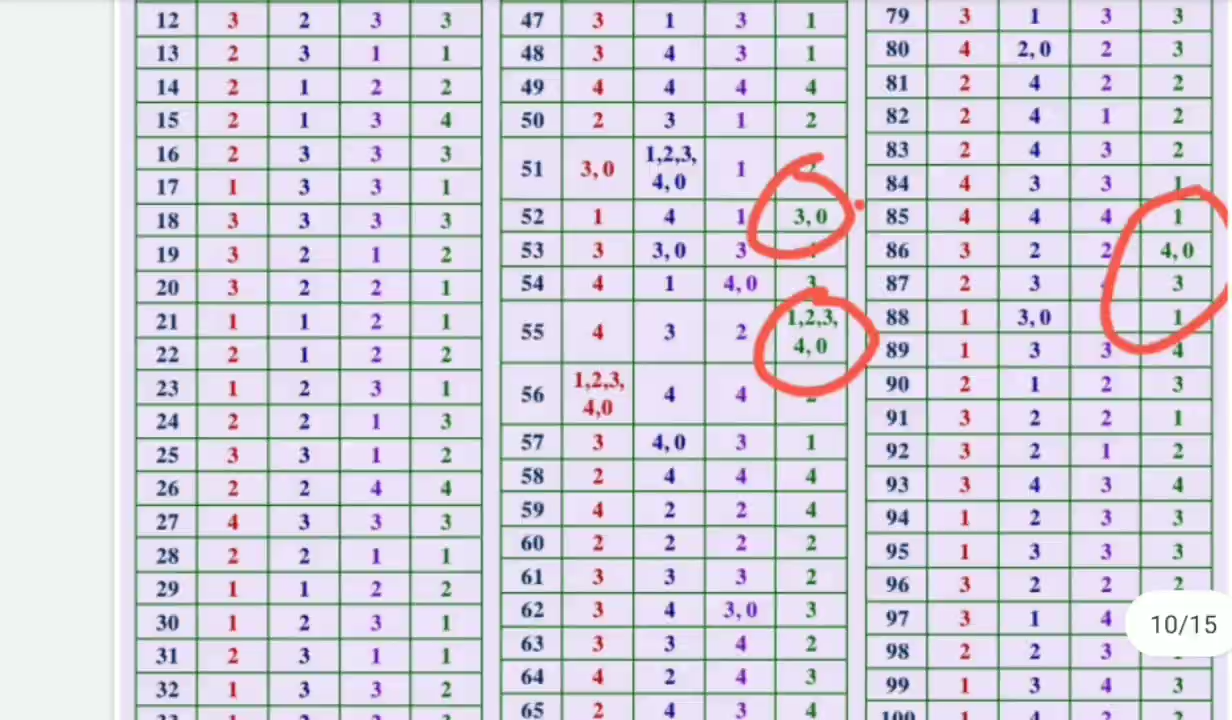 12 3 2 3 3
13 2 3 1 1
14 2 1 2 2
15 2 1 3 4
16 2 3 3 3
17 1 3 3 1
18 3 3 3 3
19 3 2 1 2
20 3 2 2 1
21 1 1 2 1
22 2 1 2 2
23 1 2 3 1
24 2 2 1 3
25 3 3 1 2
26 2 2 4 4
27 4 3 3 3
28 2 2 1 1
29 1 1 2 2
30 1 2 3 1
31 2 3 1 1
32 1 3 3 2
47 3 1 3 1
48 3 4 3 1
49 4 4 4 4
50 2 3 1 2
51 3, 0 1,2,3, 4, 0 1
52 1 4 1 3, 0
53 3 3, 0 3
54 4 1 4, 0 3
55 4 3 2 1,2,3, 4, 0
56 1,2,3, 4,0 4 4
57 3 4, 0 3 1
58 2 4 4 4
59 4 2 2 4
60 2 2 2 2
61 3 3 3 2
62 3 4 3, 0 3
63 3 3 4 2
64 4 2 4 3
65 2 4 3 4
79 3 1 3 3
80 4 2, 0 2 3
81 2 4 2 2
82 2 4 1 2
83 2 4 3 2
84 4 3 3 1
85 4 4 4 1
86 3 2 2 4, 0
87 2 3 3
88 1 3, 0 1
89 1 3 3 4
90 2 1 2 3
91 3 2 2 1
92 3 2 1 2
93 3 4 3 4
94 1 2 3 3
95 1 3 3 3
96 3 2 2 2
97 3 1 4
98 2 2 3
99 1 3 4 3
100 1 4 2 2
10/15